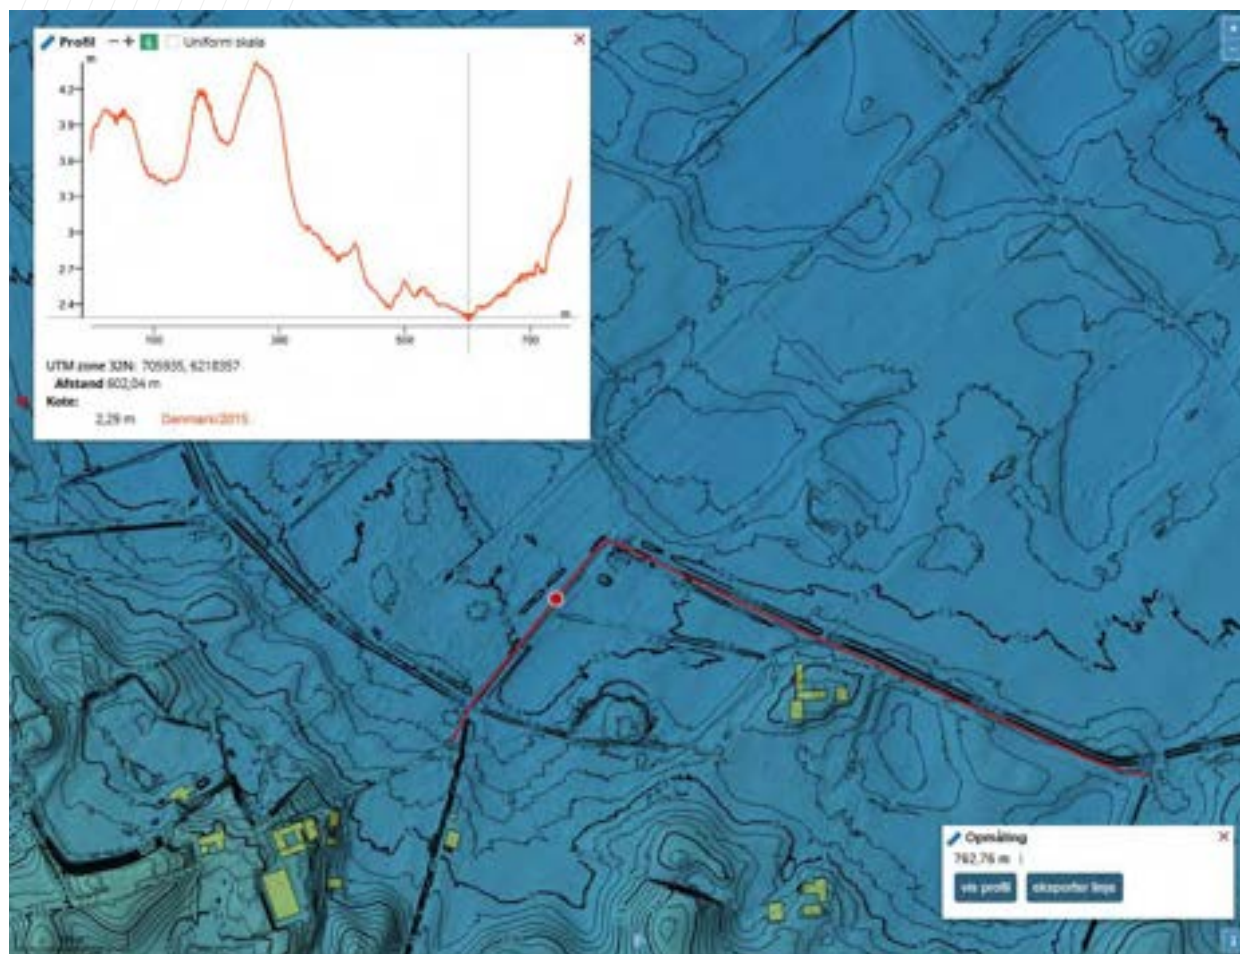 Profil − + Uniform skala
m
4.2
3.9
3.6
3.3
3
2.7
2.4
m
100 300 500 700
UTM zone 32N: 705935, 6218357
Afstand 602,04 m
Kote:
2,29 m Danmark/2015
Opmåling
762,76 m
vis profil eksporter linje